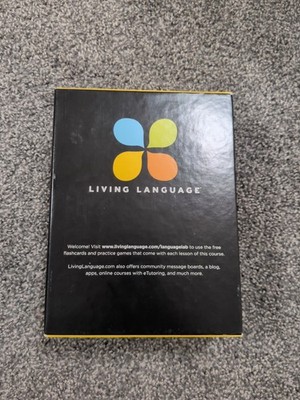 LIVING LANGUAGE
Welcome! Visit www.livinglanguage.com/languagelab to use the free
flashcards and practice games that come with each lesson of this course.
LivingLanguage.com also offers community message boards, a blog,
apps, online courses with eTutoring, and much more.